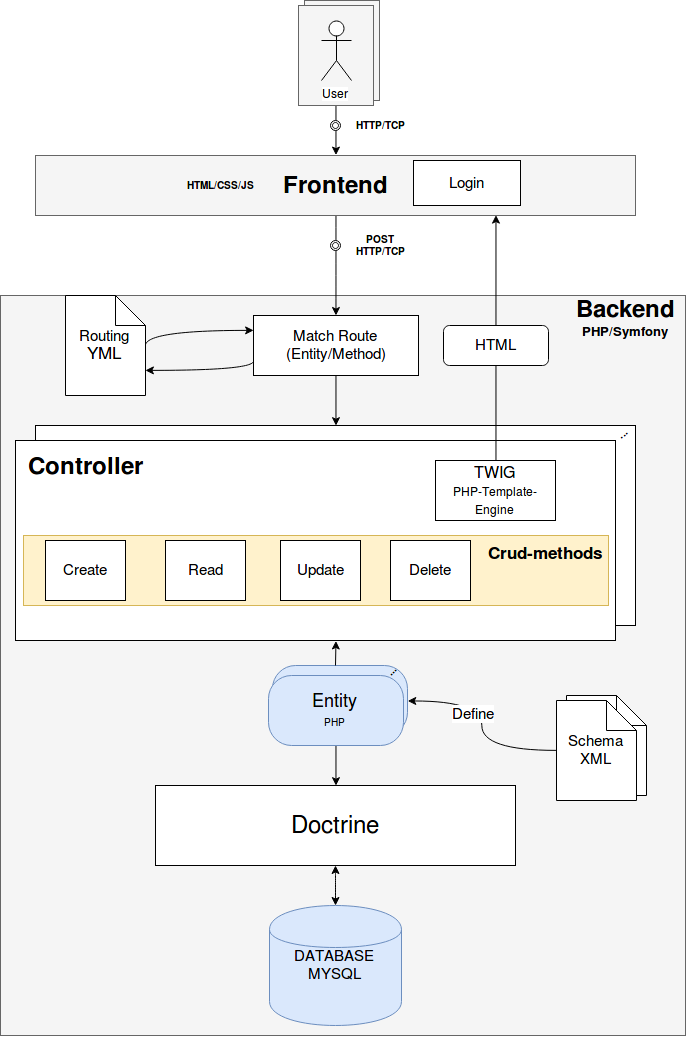 User
HTTP/TCP
HTML/CSS/JS
Frontend
Login
POST
HTTP/TCP
Backend
PHP/Symfony
Routing
YML
Match Route
(Entity/Method)
HTML
Controller
TWIG
PHP-Template-
Engine
Create
Read
Update
Delete
Crud-methods
Entity
PHP
Define
Schema
XML
Doctrine
DATABASE
MYSQL